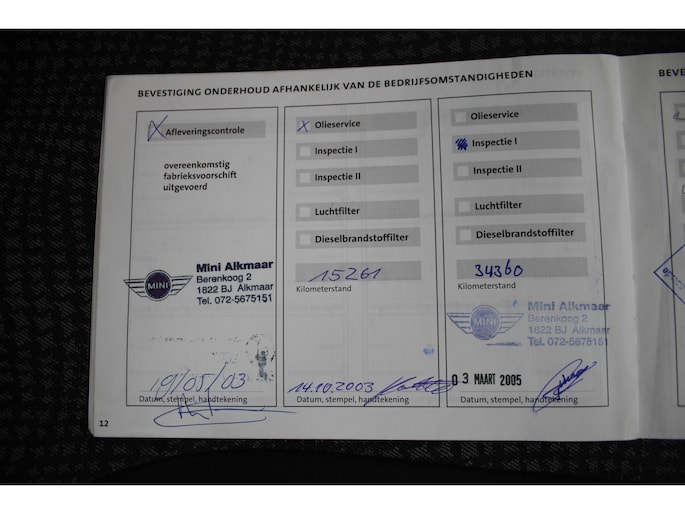 BEVESTIGING ONDERHOUD AFHANKELIJK VAN DE BEDRIJFSOMSTANDIGHEDEN
X Afleveringscontrole
overeenkomstig
fabrieksvoorschift
uitgevoerd
Mini Alkmaar
Berenkoog 2
1822 BJ Alkmaar
Tel. 072-5675151
MINI
19/05/03
Datum, stempel, handtekening
12
X Olieservice
Inspectie I
Inspectie II
Luchtfilter
Dieselbrandstoffilter
15261
Kilometerstand
14.10.2003
Datum, stempel, handtekening
Olieservice
Inspectie I
Inspectie II
Luchtfilter
Dieselbrandstoffilter
34360
Kilometerstand
Mini Alkmaar
Berenkoog 2
1822 BJ Alkmaar
Tel. 072-5675151
MINI
03 MAART 2005
Datum, stempel, handtekening
BEVE